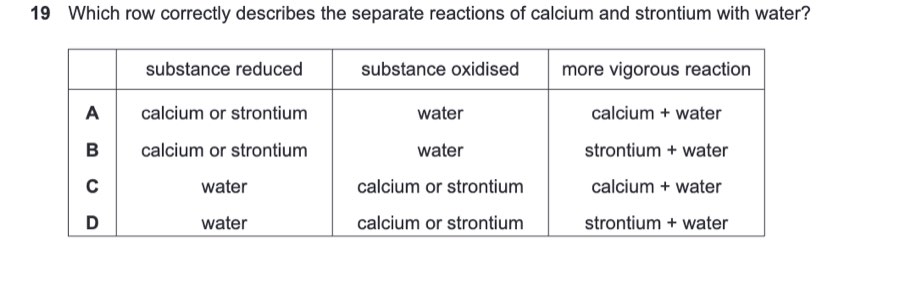 19 Which row correctly describes the separate reactions of calcium and strontium with water?
substance reduced substance oxidised more vigorous reaction
A calcium or strontium water calcium + water
B calcium or strontium water strontium + water
C water calcium or strontium calcium + water
D water calcium or strontium strontium + water